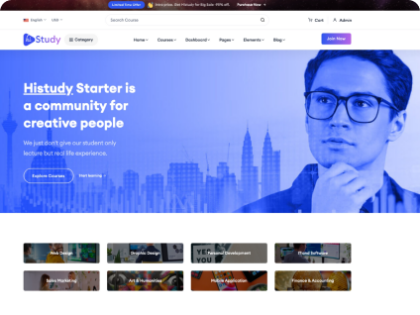 Limited Time Offer Intro price. Get Histudy for Big Sale -95% off. Purchase Now
English USD Search Course Cart Admin
HiStudy Category Home Courses Dashboard Pages Elements Blog Join Now
Histudy Starter is
a community for
creative people
We just don't give our student only
lecture but real life experience.
Explore Courses
Web Design Graphic Design Personal Development IT and Software
Sales Marketing Art & Humanities Mobile Application Finance & Accounting